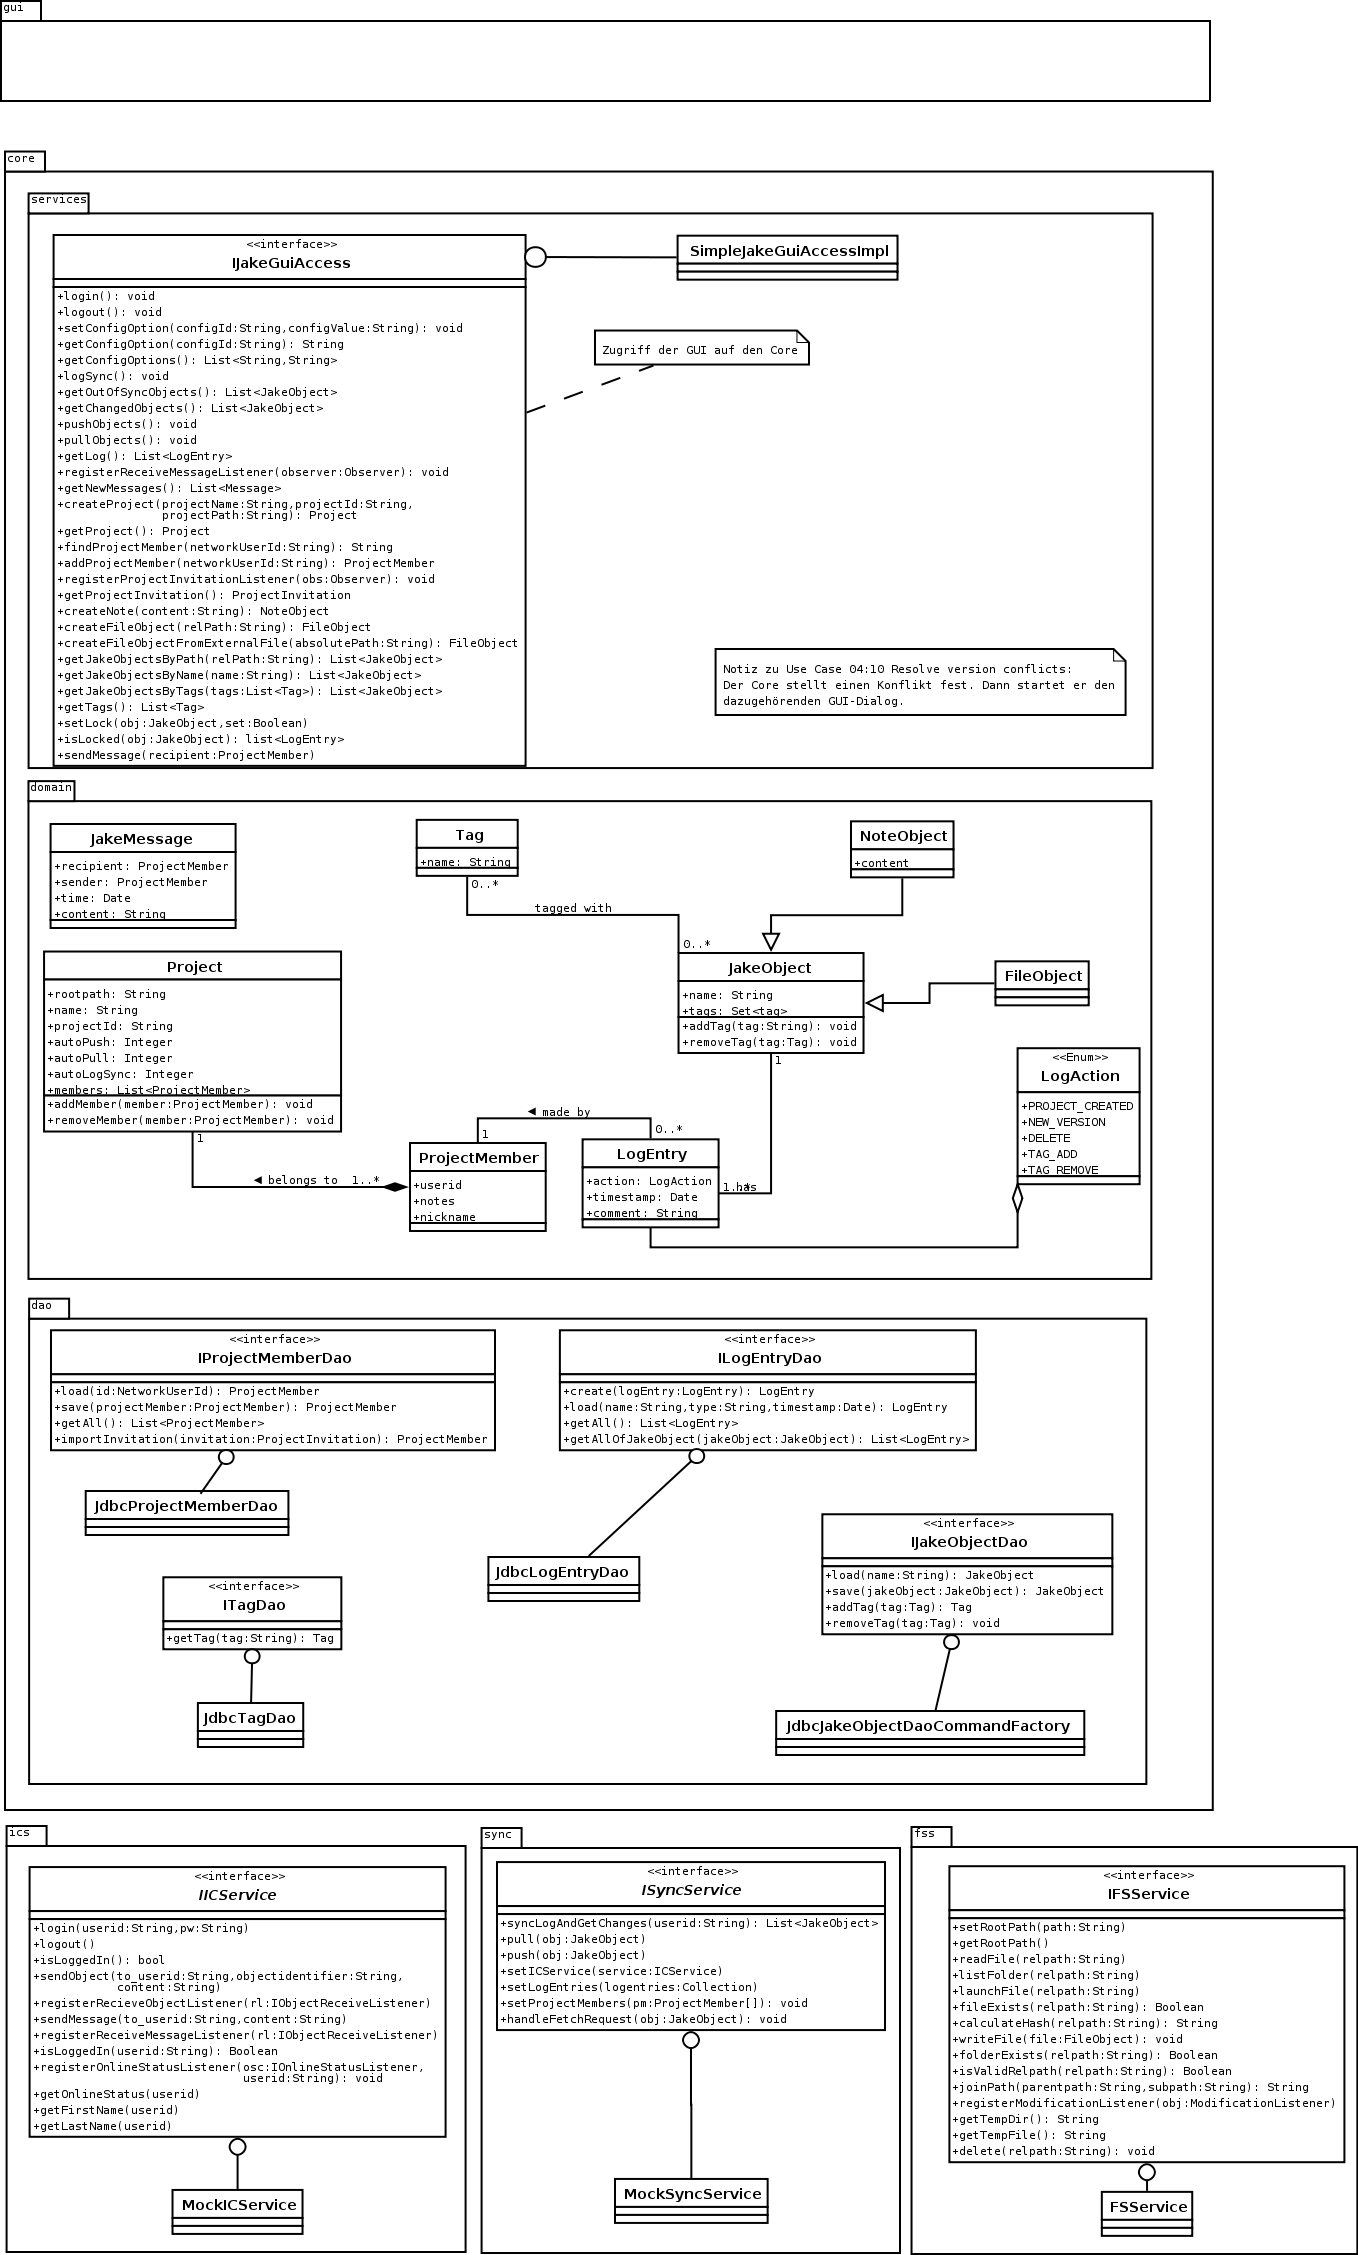 gui
core
services
<<interface>>
IJakeGuiAccess
+login(): void
+logout(): void
+setConfigOption(configId:String,configValue:String): void
+getConfigOption(configId:String): String
+getConfigOptions(): List<String,String>
+logSync(): void
+getOutOfSyncObjects(): List<JakeObject>
+getChangedObjects(): List<JakeObject>
+pushObjects(): void
+pullObjects(): void
+getLog(): List<LogEntry>
+registerReceiveMessageListener(observer:Observer): void
+getNewMessages(): List<Message>
+createProject(projectName:String,projectId:String,
projectPath:String): Project
+getProject(): Project
+findProjectMember(networkUserId:String): String
+addProjectMember(networkUserId:String): ProjectMember
+registerProjectInvitationListener(obs:Observer): void
+getProjectInvitation(): ProjectInvitation
+createNote(content:String): NoteObject
+createFileObject(relPath:String): FileObject
+createFileObjectFromExternalFile(absolutePath:String): FileObject
+getJakeObjectsByPath(relPath:String): List<JakeObject>
+getJakeObjectsByName(name:String): List<JakeObject>
+getJakeObjectsByTags(tags:List<Tag>): List<JakeObject>
+getTags(): List<Tag>
+setLock(obj:JakeObject,set:Boolean)
+isLocked(obj:JakeObject): list<LogEntry>
+sendMessage(recipient:ProjectMember)
SimpleJakeGuiAccessImpl
Zugriff der GUI auf den Core
Notiz zu Use Case 04:10 Resolve version conflicts:
Der Core stellt einen Konflikt fest. Dann startet er den
dazugehörenden GUI-Dialog.
domain
JakeMessage
+recipient: ProjectMember
+sender: ProjectMember
+time: Date
+content: String
Tag
+name: String
0..*
tagged with
0..*
NoteObject
+content
JakeObject
+name: String
+tags: Set<tag>
+addTag(tag:String): void
+removeTag(tag:Tag): void
1
FileObject
Project
+rootpath: String
+name: String
+projectId: String
+autoPush: Integer
+autoPull: Integer
+autoLogSync: Integer
+members: List<ProjectMember>
+addMember(member:ProjectMember): void
+removeMember(member:ProjectMember): void
1
◄ belongs to 1..*
◄ made by
1
0..*
ProjectMember
+userid
+notes
+nickname
LogEntry
+action: LogAction
+timestamp: Date
+comment: String
1..*
has
<<Enum>>
LogAction
+PROJECT_CREATED
+NEW_VERSION
+DELETE
+TAG_ADD
+TAG_REMOVE
dao
<<interface>>
IProjectMemberDao
+load(id:NetworkUserId): ProjectMember
+save(projectMember:ProjectMember): ProjectMember
+getAll(): List<ProjectMember>
+importInvitation(invitation:ProjectInvitation): ProjectMember
JdbcProjectMemberDao
<<interface>>
ILogEntryDao
+create(logEntry:LogEntry): LogEntry
+load(name:String,type:String,timestamp:Date): LogEntry
+getAll(): List<LogEntry>
+getAllOfJakeObject(jakeObject:JakeObject): List<LogEntry>
JdbcLogEntryDao
<<interface>>
IJakeObjectDao
+load(name:String): JakeObject
+save(jakeObject:JakeObject): JakeObject
+addTag(tag:Tag): Tag
+removeTag(tag:Tag): void
JdbcJakeObjectDaoCommandFactory
<<interface>>
ITagDao
+getTag(tag:String): Tag
JdbcTagDao
ics
<<interface>>
IICService
+login(userid:String,pw:String)
+logout()
+isLoggedIn(): bool
+sendObject(to_userid:String,objectidentifier:String,
content:String)
+registerRecieveObjectListener(rl:IObjectReceiveListener)
+sendMessage(to_userid:String,content:String)
+registerReceiveMessageListener(rl:IObjectReceiveListener)
+isLoggedIn(userid:String): Boolean
+registerOnlineStatusListener(osc:IOnlineStatusListener,
userid:String): void
+getOnlineStatus(userid)
+getFirstName(userid)
+getLastName(userid)
MockICService
sync
<<interface>>
ISyncService
+syncLogAndGetChanges(userid:String): List<JakeObject>
+pull(obj:JakeObject)
+push(obj:JakeObject)
+setICService(service:ICService)
+setLogEntries(logentries:Collection)
+setProjectMembers(pm:ProjectMember[]): void
+handleFetchRequest(obj:JakeObject): void
MockSyncService
fss
<<interface>>
IFSService
+setRootPath(path:String)
+getRootPath()
+readFile(relpath:String)
+listFolder(relpath:String)
+launchFile(relpath:String)
+fileExists(relpath:String): Boolean
+calculateHash(relpath:String): String
+writeFile(file:FileObject): void
+folderExists(relpath:String): Boolean
+isValidRelpath(relpath:String): Boolean
+joinPath(parentpath:String,subpath:String): String
+registerModificationListener(obj:ModificationListener)
+getTempDir(): String
+getTempFile(): String
+delete(relpath:String): void
FSService